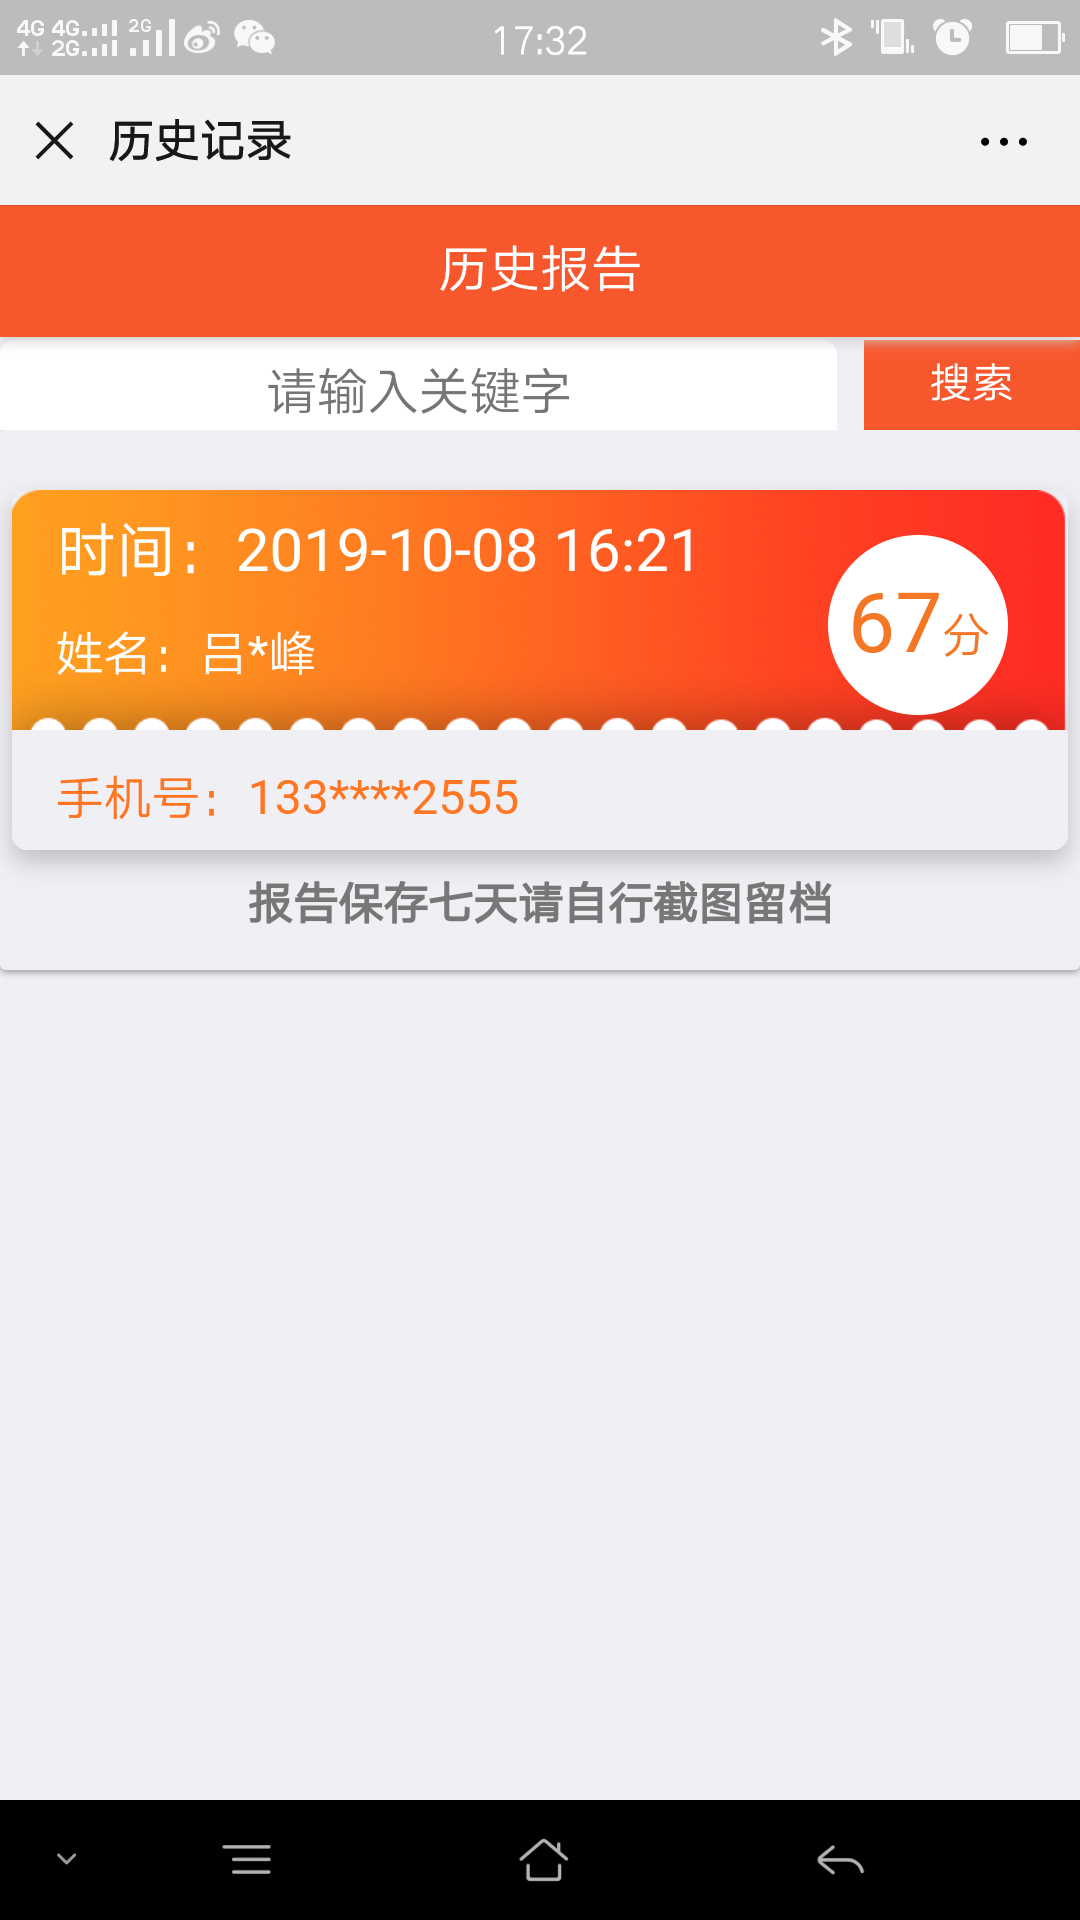 4G 4G 2G 2G 17:32
历史记录
历史报告
请输入关键字 搜索
时间：2019-10-08 16:21
姓名：吕*峰
67分
手机号：133****2555
报告保存七天请自行截图留档